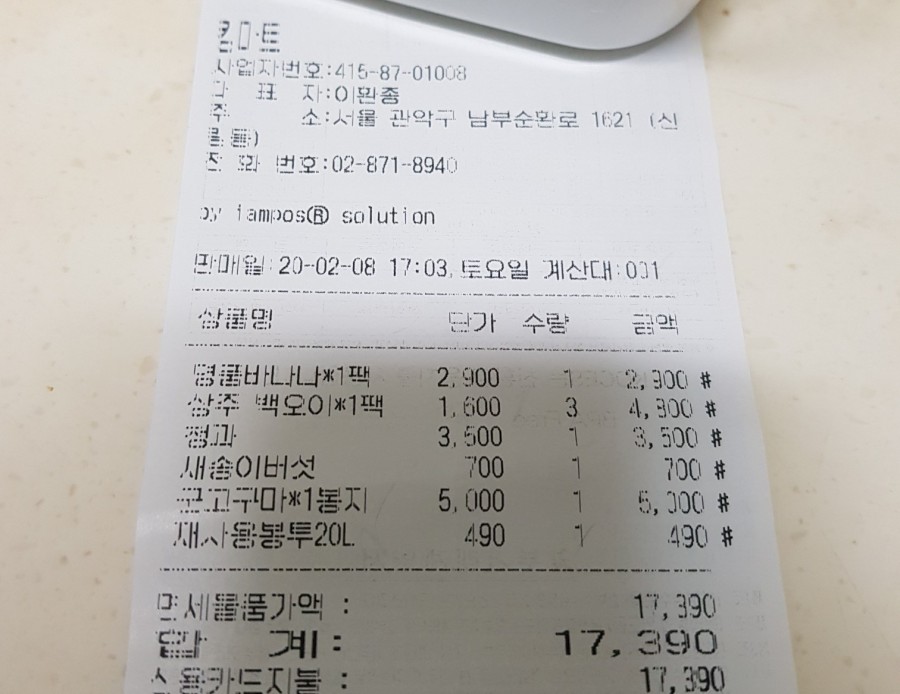 사업자번호:415-87-01008
대 표 자:이환종
주 소:서울 관악구 남부순환로 1621 (신
림동)
전 화 번호:02-871-8940
by iampos® solution
판매일:20-02-08 17:03, 토요일 계산대:001
상품명 단가 수량 금액
명품바나나*1팩 2,900 1 2,900 #
상주 백오이*1팩 1,600 3 4,800 #
청과 3,500 1 3,500 #
새송이버섯 700 1 700 #
군고구마*1봉지 5,000 1 5,000 #
재사용봉투20L 490 1 490 #
면세물품가액 : 17,390
합 계: 17,390
신용카드지불 : 17,390